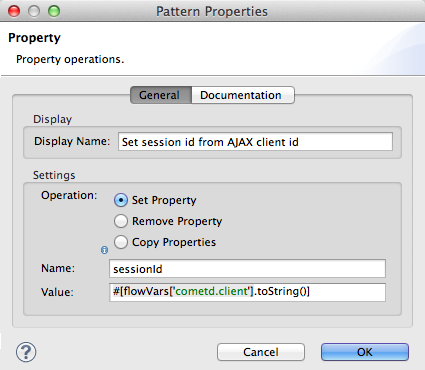 Pattern Properties
Property
Property operations.
General Documentation
Display
Display Name: Set session id from AJAX client id
Settings
Operation: Set Property
Remove Property
Copy Properties
Name: sessionId
Value: #[flowVars['cometd.client'].toString()]
? Cancel OK